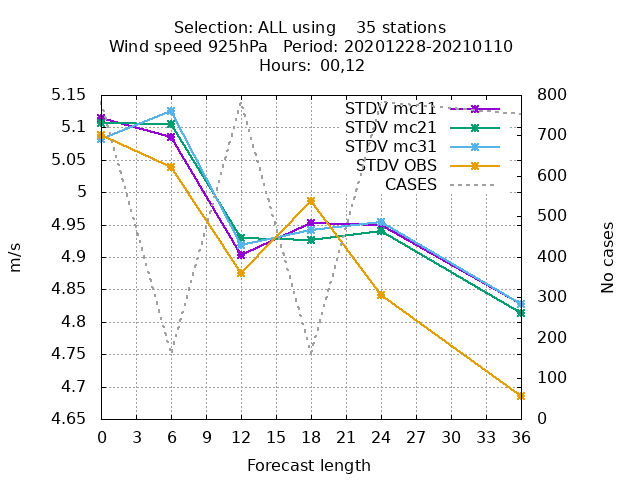 Selection: ALL using    35 stations
Wind speed 925hPa   Period: 20201228-20210110
Hours:  00,12
5.15
5.1
5.05
5
4.95
4.9
4.85
4.8
4.75
4.7
4.65
m/s
STDV mc11
STDV mc21
STDV mc31
STDV OBS
CASES
800
700
600
500
400
300
200
100
0
No cases
0 3 6 9 12 15 18 21 24 27 30 33 36
Forecast length